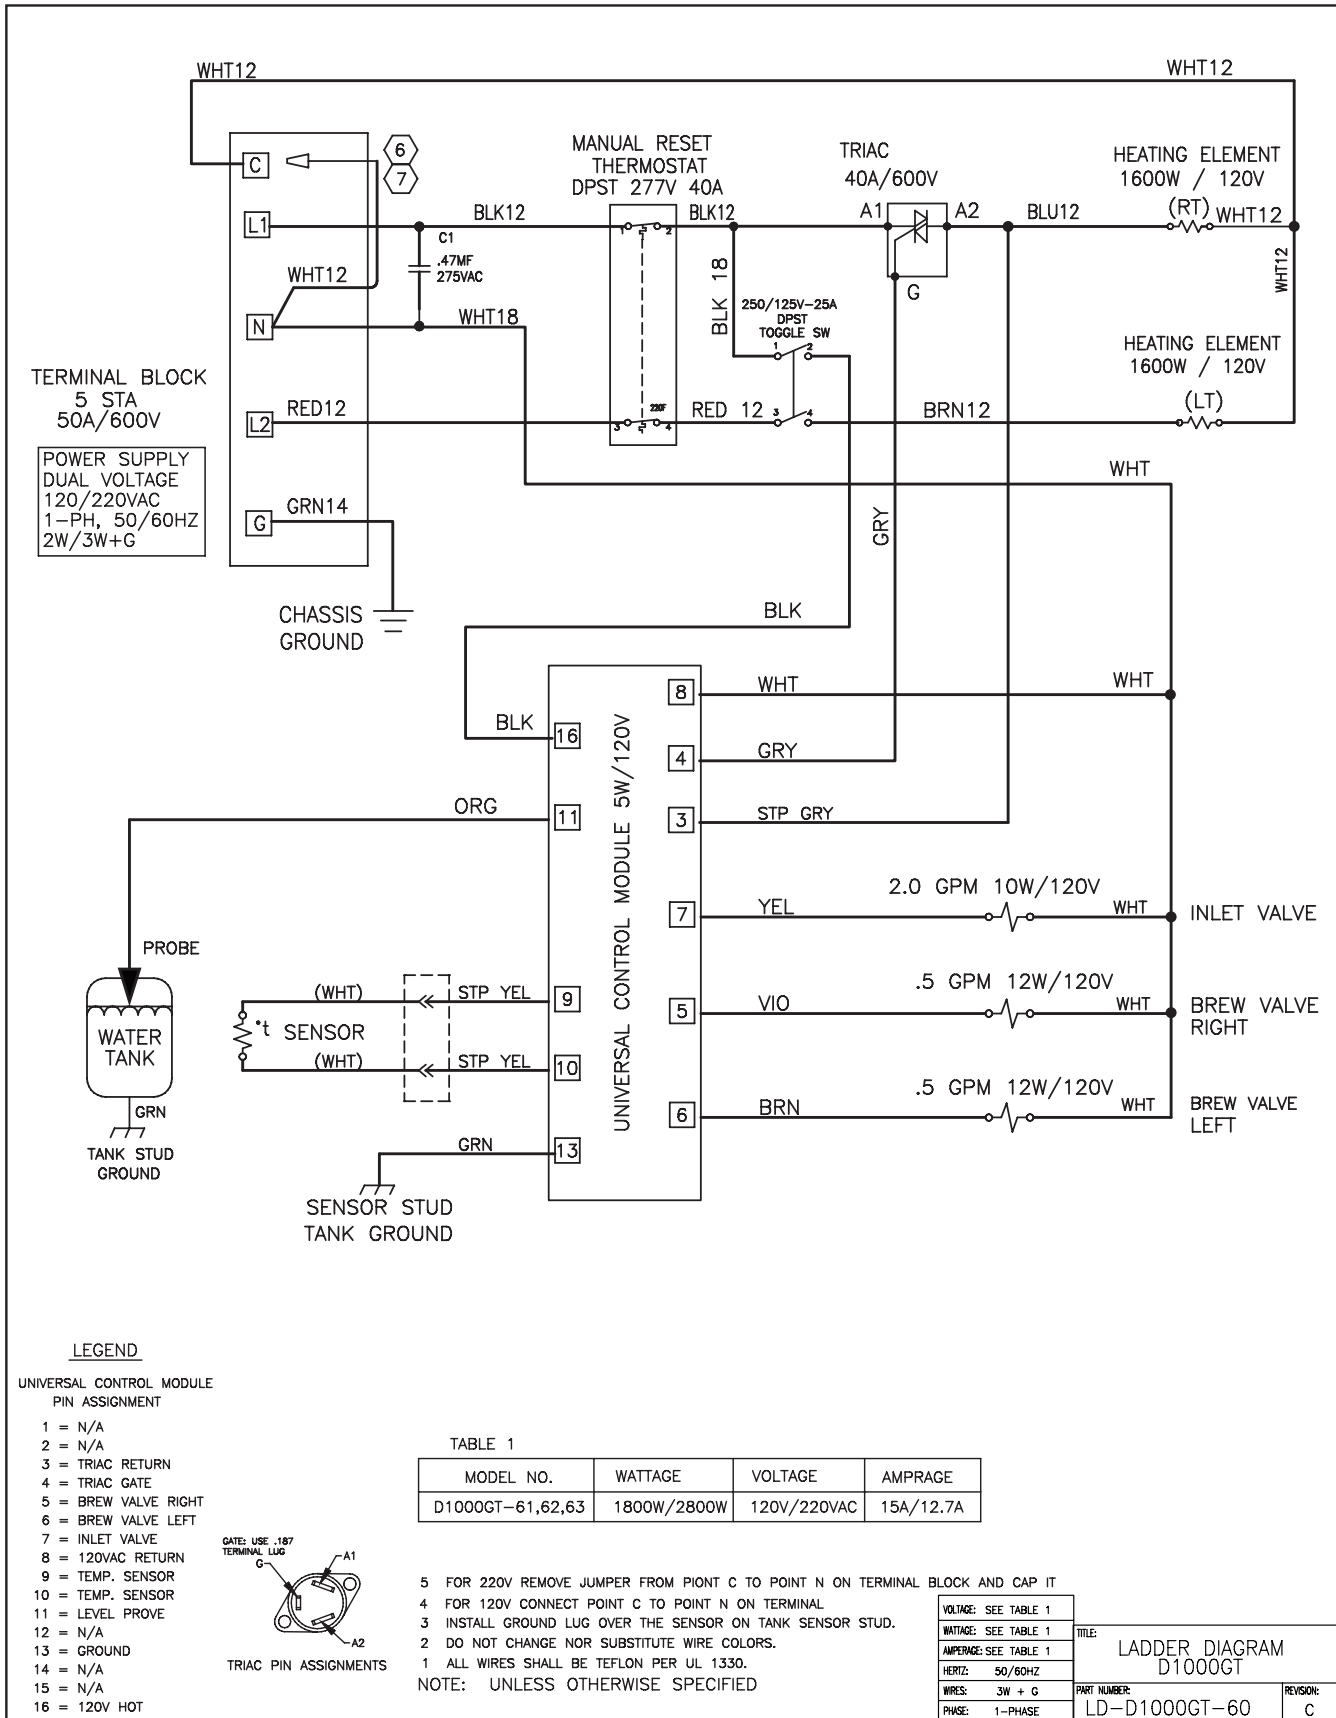 WHT12
WHT12
C
6
7
MANUAL RESET
THERMOSTAT
DPST 277V 40A
TRIAC
40A/600V
HEATING ELEMENT
1600W / 120V
(RT)
L1
BLK12
1
2
BLK12
A1
A2
BLU12
WHT12
C1
.47MF
275VAC
WHT12
BLK 18
G
WHT12
250/125V-25A
DPST
TOGGLE SW
1
2
N
WHT18
HEATING ELEMENT
1600W / 120V
(LT)
TERMINAL BLOCK
5 STA
50A/600V
L2
RED12
3
4
220F
RED 12
3
4
BRN12
POWER SUPPLY
DUAL VOLTAGE
120/220VAC
1-PH, 50/60HZ
2W/3W+G
WHT
G
GRN14
GRY
CHASSIS
GROUND
BLK
UNIVERSAL CONTROL MODULE 5W/120V
8
WHT
WHT
BLK
16
4
GRY
ORG
11
3
STP GRY
2.0 GPM 10W/120V
7
YEL
WHT
INLET VALVE
PROBE
WATER
TANK
GRN
TANK STUD
GROUND
(WHT)
STP YEL
9
°t SENSOR
(WHT)
STP YEL
10
.5 GPM 12W/120V
5
VIO
WHT
BREW VALVE
RIGHT
.5 GPM 12W/120V
6
BRN
WHT
BREW VALVE
LEFT
GRN
13
SENSOR STUD
TANK GROUND
LEGEND
UNIVERSAL CONTROL MODULE
PIN ASSIGNMENT
1 = N/A
2 = N/A
3 = TRIAC RETURN
4 = TRIAC GATE
5 = BREW VALVE RIGHT
6 = BREW VALVE LEFT
7 = INLET VALVE
8 = 120VAC RETURN
9 = TEMP. SENSOR
10 = TEMP. SENSOR
11 = LEVEL PROVE
12 = N/A
13 = GROUND
14 = N/A
15 = N/A
16 = 120V HOT
GATE: USE .187
TERMINAL LUG
G
A1
A2
TRIAC PIN ASSIGNMENTS
TABLE 1
MODEL NO. WATTAGE VOLTAGE AMPRAGE
D1000GT-61,62,63 1800W/2800W 120V/220VAC 15A/12.7A
5 FOR 220V REMOVE JUMPER FROM PIONT C TO POINT N ON TERMINAL BLOCK AND CAP IT
4 FOR 120V CONNECT POINT C TO POINT N ON TERMINAL
3 INSTALL GROUND LUG OVER THE SENSOR ON TANK SENSOR STUD.
2 DO NOT CHANGE NOR SUBSTITUTE WIRE COLORS.
1 ALL WIRES SHALL BE TEFLON PER UL 1330.
NOTE: UNLESS OTHERWISE SPECIFIED
VOLTAGE: SEE TABLE 1
WATTAGE: SEE TABLE 1
AMPERAGE: SEE TABLE 1
HERTZ: 50/60HZ
WIRES: 3W + G
PHASE: 1-PHASE
TITLE:
LADDER DIAGRAM
D1000GT
PART NUMBER:
LD-D1000GT-60
REVISION:
C